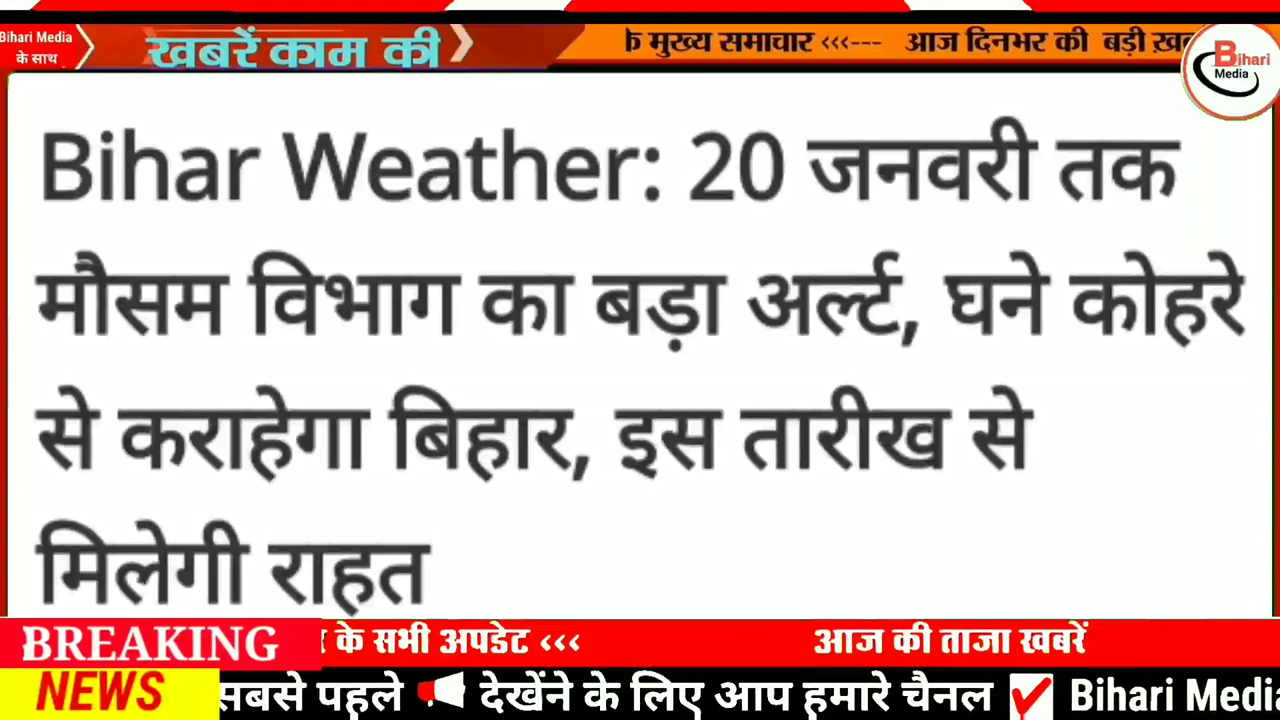 Bihari Media
के साथ
खबरें काम की
के मुख्य समाचार <<<--- आज दिनभर की बड़ी
Bihari
Media
Bihar Weather: 20 जनवरी तक
मौसम विभाग का बड़ा अर्ल्ट, घने कोहरे
से कराहेगा बिहार, इस तारीख से
मिलेगी राहत
BREAKING
NEWS
के सभी अपडेट <<< आज की ताजा खबरें
सबसे पहले देखेंने के लिए आप हमारे चैनल Bihari Media